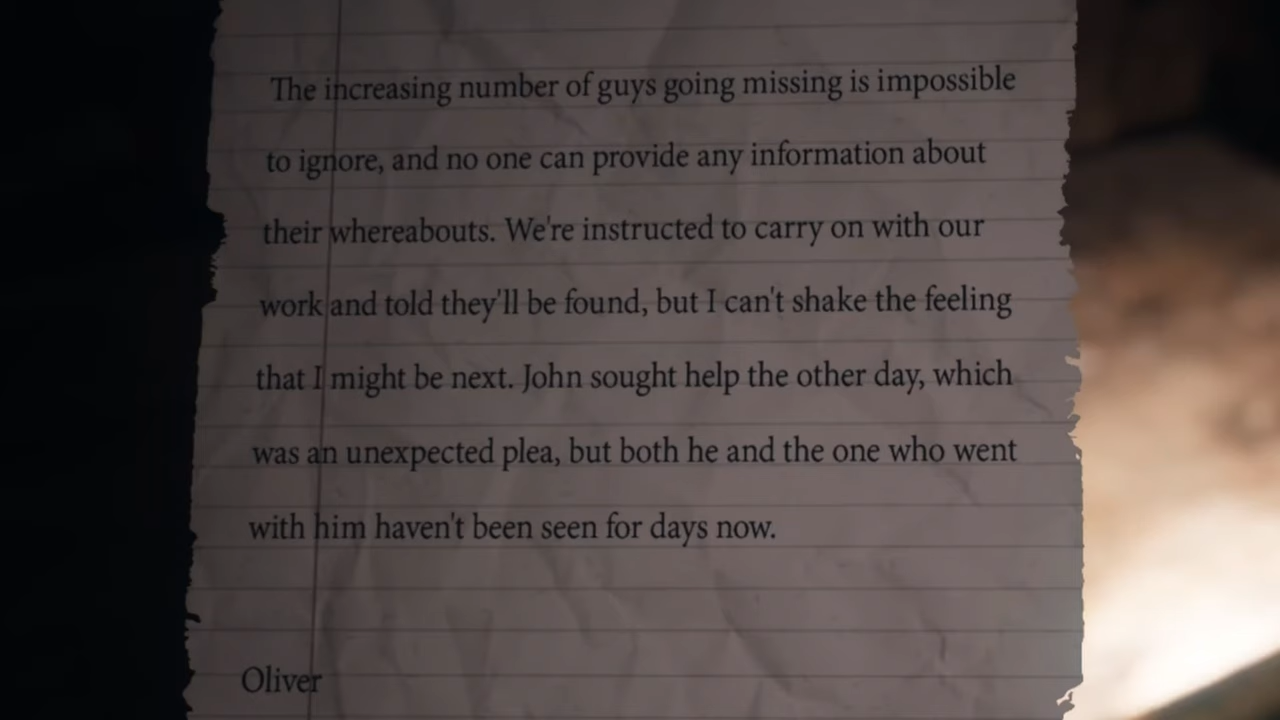 The increasing number of guys going missing is impossible
to ignore, and no one can provide any information about
their whereabouts. We're instructed to carry on with our
work and told they'll be found, but I can't shake the feeling
that I might be next. John sought help the other day, which
was an unexpected plea, but both he and the one who went
with him haven't been seen for days now.
Oliver